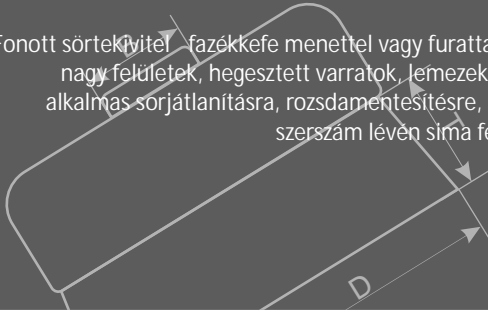 Fonott sörtekivitel fazékkefe menettel vagy furatta
nagy felületek, hegesztett varratok, lemezek
alkalmas sorjátlanításra, rozsdamentesítésre,
szerszám lévén sima fe
B
T
D